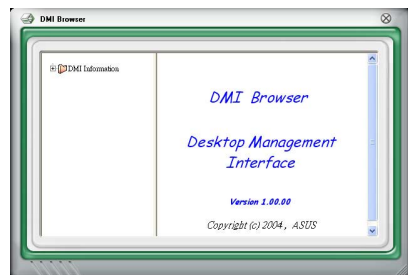 DMI Browser
DMI Information
DMI Browser
Desktop Management
Interface
Version 1.00.00
Copyright (c) 2004, ASUS